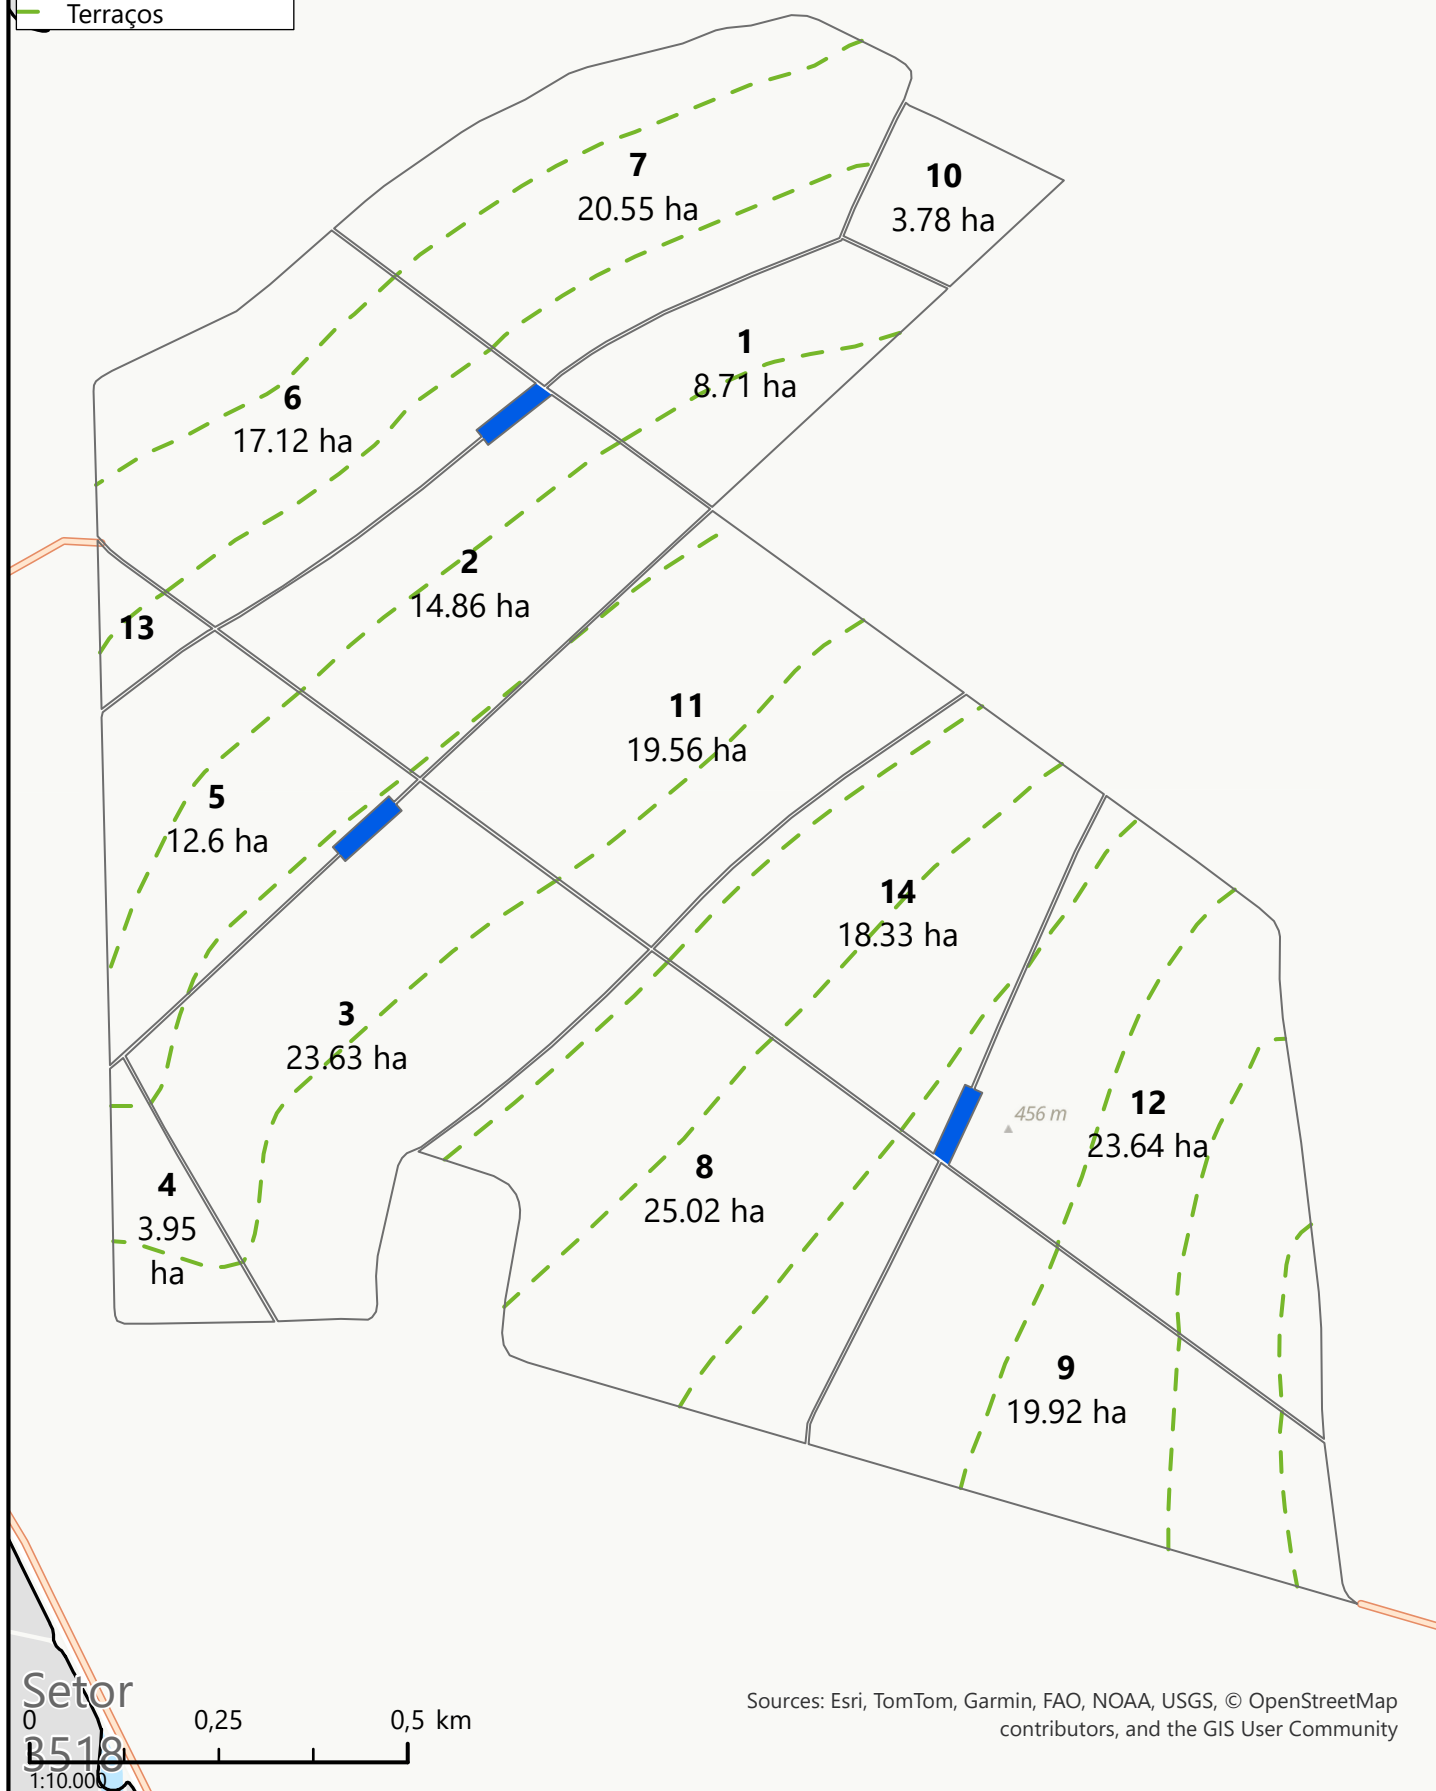 Terraços
7
20.55 ha
10
3.78 ha
1
8.71 ha
6
17.12 ha
2
14.86 ha
13
11
19.56 ha
5
12.6 ha
14
18.33 ha
3
23.63 ha
456 m
12
23.64 ha
8
25.02 ha
4
3.95
ha
9
19.92 ha
Setor
3518
0 0,25 0,5 km
1:10.000
Sources: Esri, TomTom, Garmin, FAO, NOAA, USGS, © OpenStreetMap
contributors, and the GIS User Community